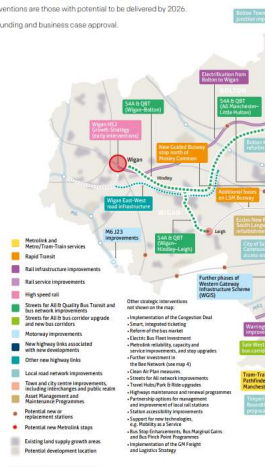 ventions are those with potential to be delivered by 2026.
funding and business case approval.
Electrification from
Bolton to Wigan
S4A & QBT
(Wigan–Bolton)
S4A & QBT
(A6 Manchester–
Little Hulton)
Wigan HS2
Growth Strategy
(early interventions)
New Guided Busway
stop north of
Mosley Common
Wigan
Hindley
Wigan East-West
road infrastructure
Additional buses
on LSM Busway
M6 J23
improvements
Leigh
S4A & QBT
(Wigan–
Hindley–Leigh)
Further phases of
Western Gateway
Infrastructure Scheme
(WGIS)
Metrolink and
Metro/Tram-Train services
Rapid Transit
Rail infrastructure improvements
Rail service improvements
High speed rail
Streets for All & Quality Bus Transit and
bus network improvements
Streets for All & bus corridor upgrade
and new bus corridors
Motorway improvements
New highway links associated
with new developments
Other new highway links
Local road network improvements
Town and city centre improvements,
including interchanges and public realm
Asset Management and
Maintenance Programmes
Potential new or
replacement stations
Potential new Metrolink stops
Existing land supply growth areas
Potential development location
Other strategic interventions
not shown on the map:
• Implementation of the Congestion Deal
• Smart, integrated ticketing
• Reform of the bus market
• Electric Bus Fleet Investment
• Metrolink reliability, capacity and
service improvements, and stop upgrades
• Further investment in
the Bee Network (see map 4)
• Clean Air Plan measures
• Streets for All network improvements
• Travel Hubs/Park & Ride upgrades
• Highways maintenance and renewal programmes
• Partnership options for management
and improvement of local rail stations
• Station accessibility improvements
• Support for new technologies,
e.g. Mobility as a Service
• Bus Stop Enhancements, Bus Marginal Gains
and Bus Pinch Point Programmes
• Implementation of the GM Freight
and Logistics Strategy